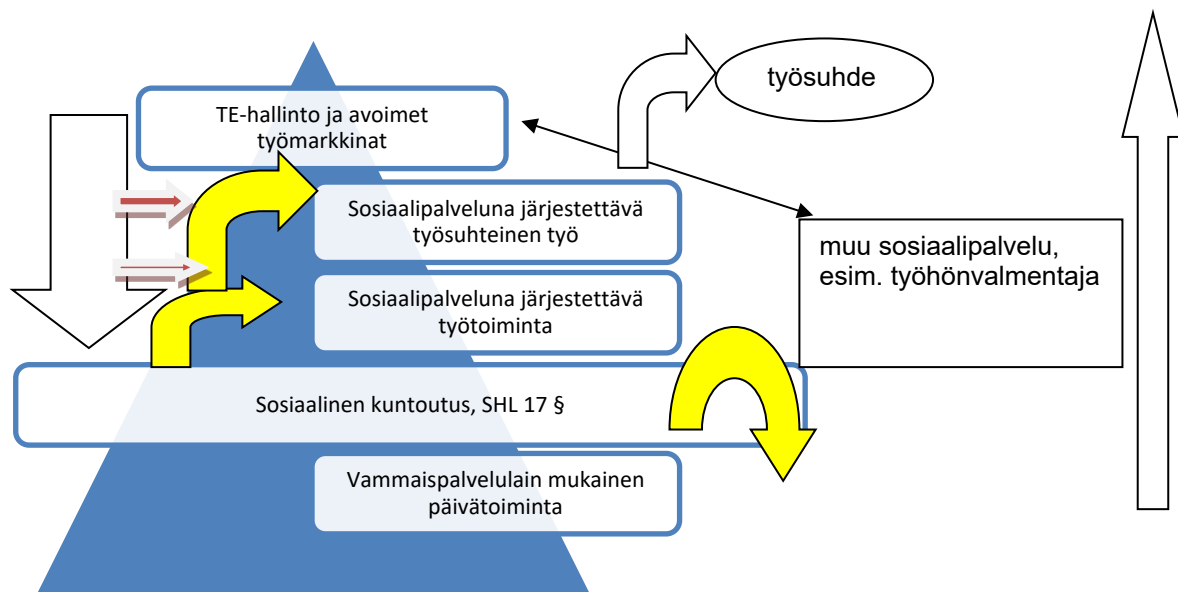 TE-hallinto ja avoimet
työmarkkinat
työsuhde
Sosiaalipalveluna järjestettävä
työsuhteinen työ
muu sosiaalipalvelu,
esim. työhönvalmentaja
Sosiaalipalveluna järjestettävä
työtoiminta
Sosiaalinen kuntoutus, SHL 17 §
Vammaispalvelulain mukainen
päivätoiminta